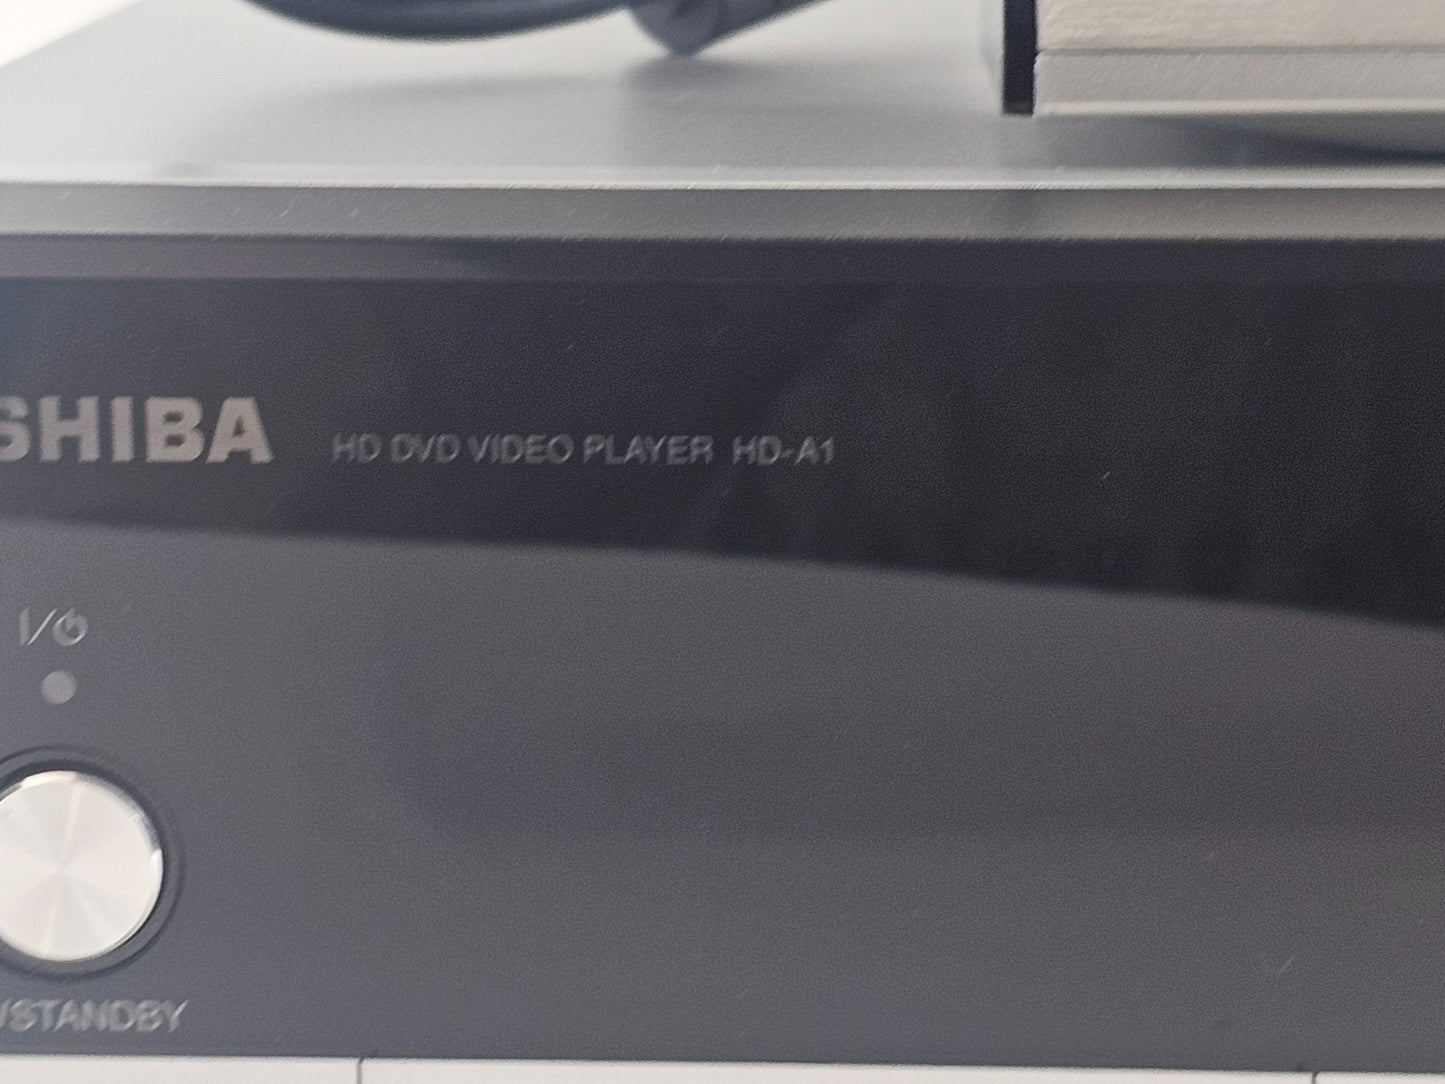 SHIBA HD DVD VIDEO PLAYER HD-A1
I/⏻
/STANDBY